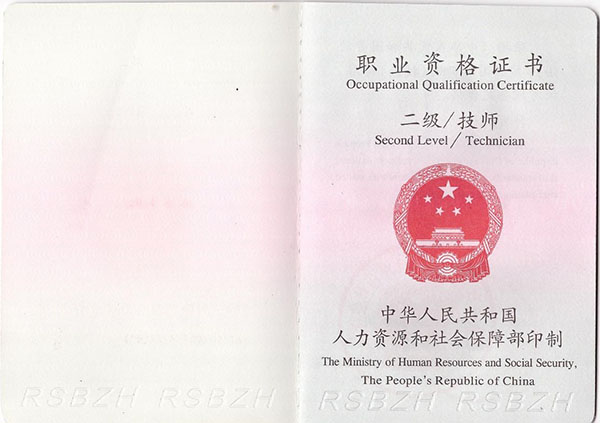 职业资格证书
Occupational Qualification Certificate
二级/技师
Second Level/Technician
中华人民共和国
人力资源和社会保障部印制
The Ministry of Human Resources and Social Security,
The People's Republic of China
RSBZH RSBZH RSBZH RSBZH